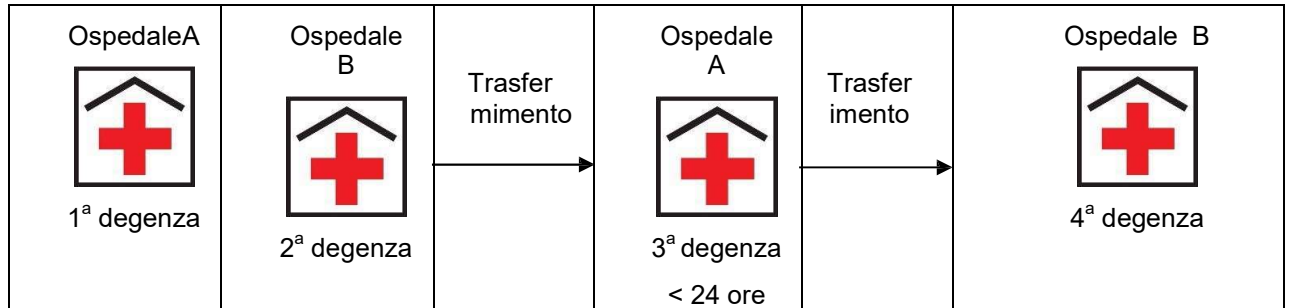 OspedaleA
1ª degenza
Ospedale
B
2ª degenza
Trasfer
mimento
Ospedale
A
3ª degenza
< 24 ore
Trasfer
imento
Ospedale B
4ª degenza